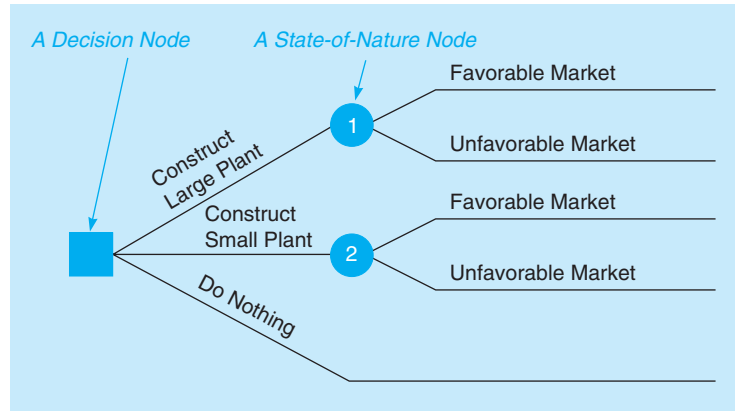 A Decision Node
A State-of-Nature Node
Favorable Market
1
Construct
Large Plant
Unfavorable Market
Favorable Market
Construct
Small Plant
2
Unfavorable Market
Do Nothing